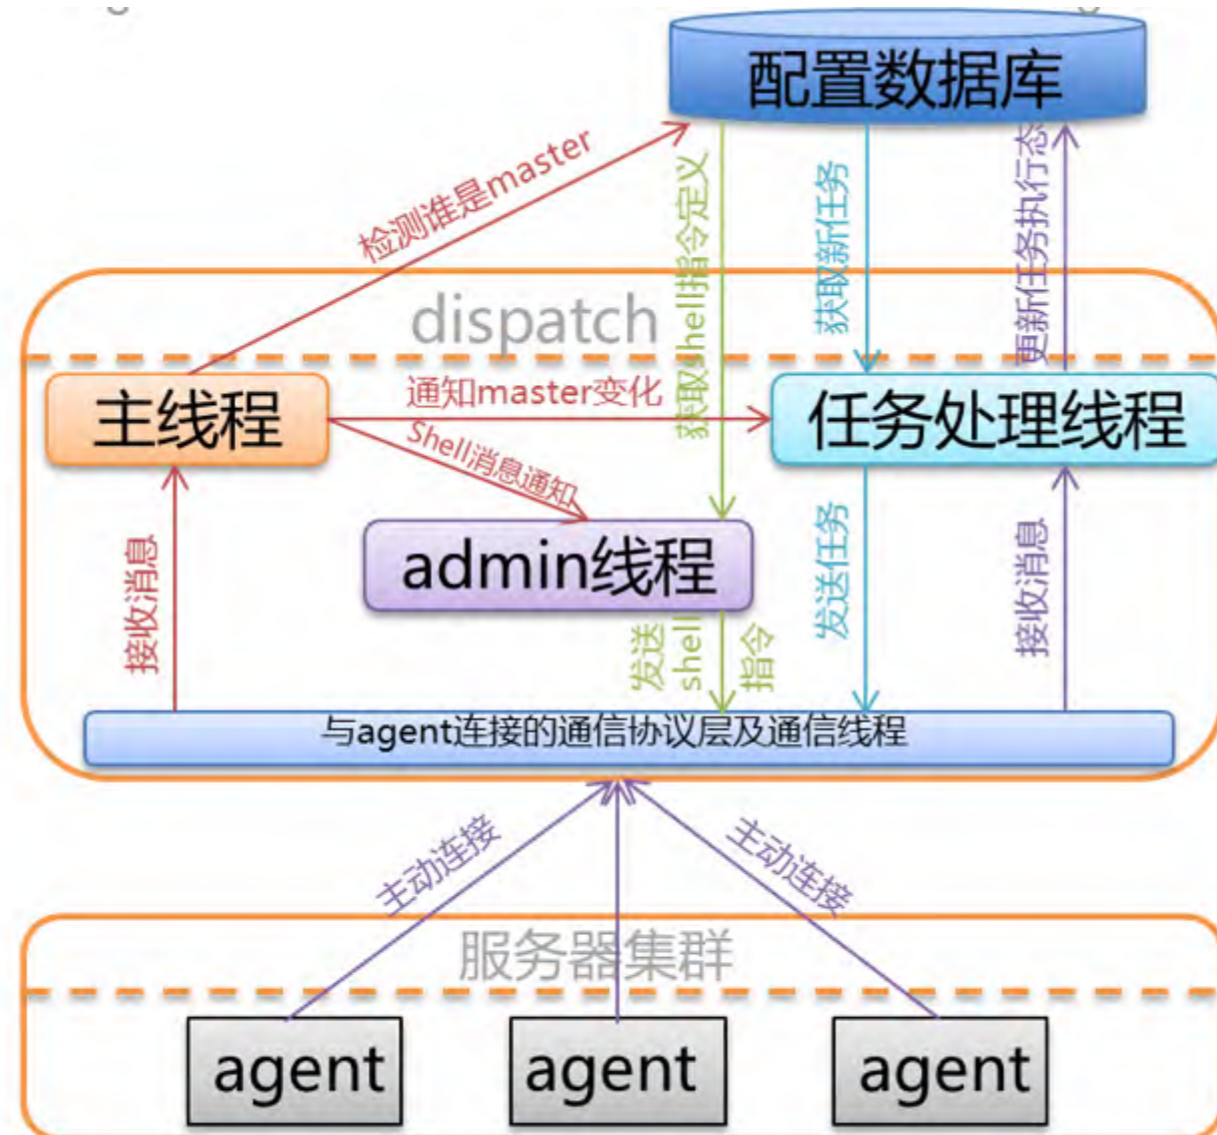 配置数据库
检测谁是master
获取shell指令定义
获取新任务
更新任务执行态
dispatch
主线程
通知master变化
任务处理线程
Shell消息通知
admin线程
接收消息
发送
shell
指令
发送任务
接收消息
与agent连接的通信协议层及通信线程
主动连接
主动连接
服务器集群
agent
agent
agent